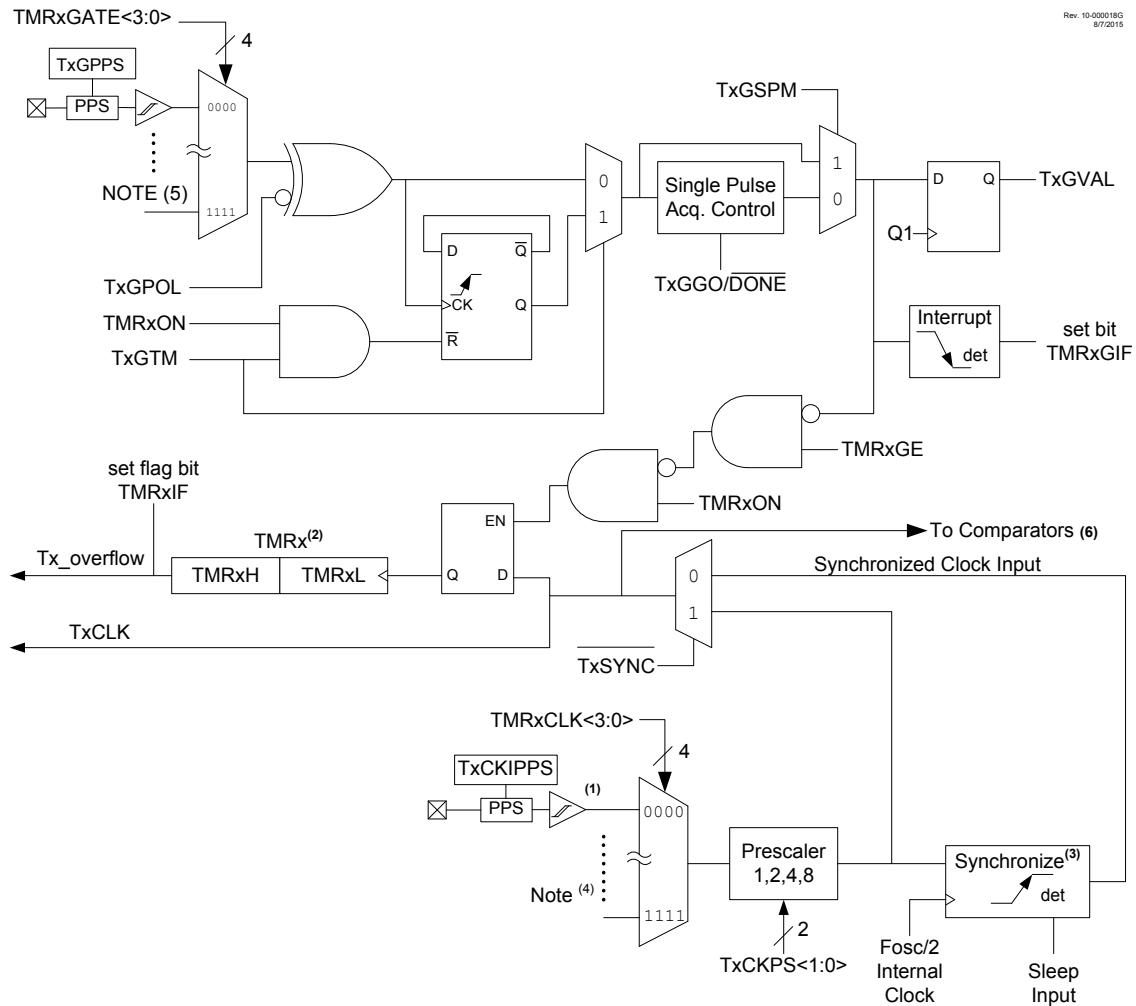 Rev. 10-000018G
8/7/2015
TMRxGATE<3:0>
4
TxGPPS
PPS
0000
NOTE (5)
1111
TxGPOL
TMRxON
TxGTM
D
Q
CK
Q
R
0
1
Single Pulse
Acq. Control
TxGGO/DONE
TxGSPM
1
0
D
Q
Q1
TxGVAL
Interrupt
det
set bit
TMRxGIF
TMRxGE
TMRxON
set flag bit
TMRxIF
Tx_overflow
TMRx(2)
TMRxH
TMRxL
EN
Q
D
To Comparators (6)
Synchronized Clock Input
0
1
TxCLK
TxSYNC
TMRxCLK<3:0>
4
TxCKIPPS
PPS
(1)
0000
Note (4)
1111
Prescaler
1,2,4,8
2
TxCKPS<1:0>
Synchronize(3)
det
Fosc/2
Internal
Clock
Sleep
Input